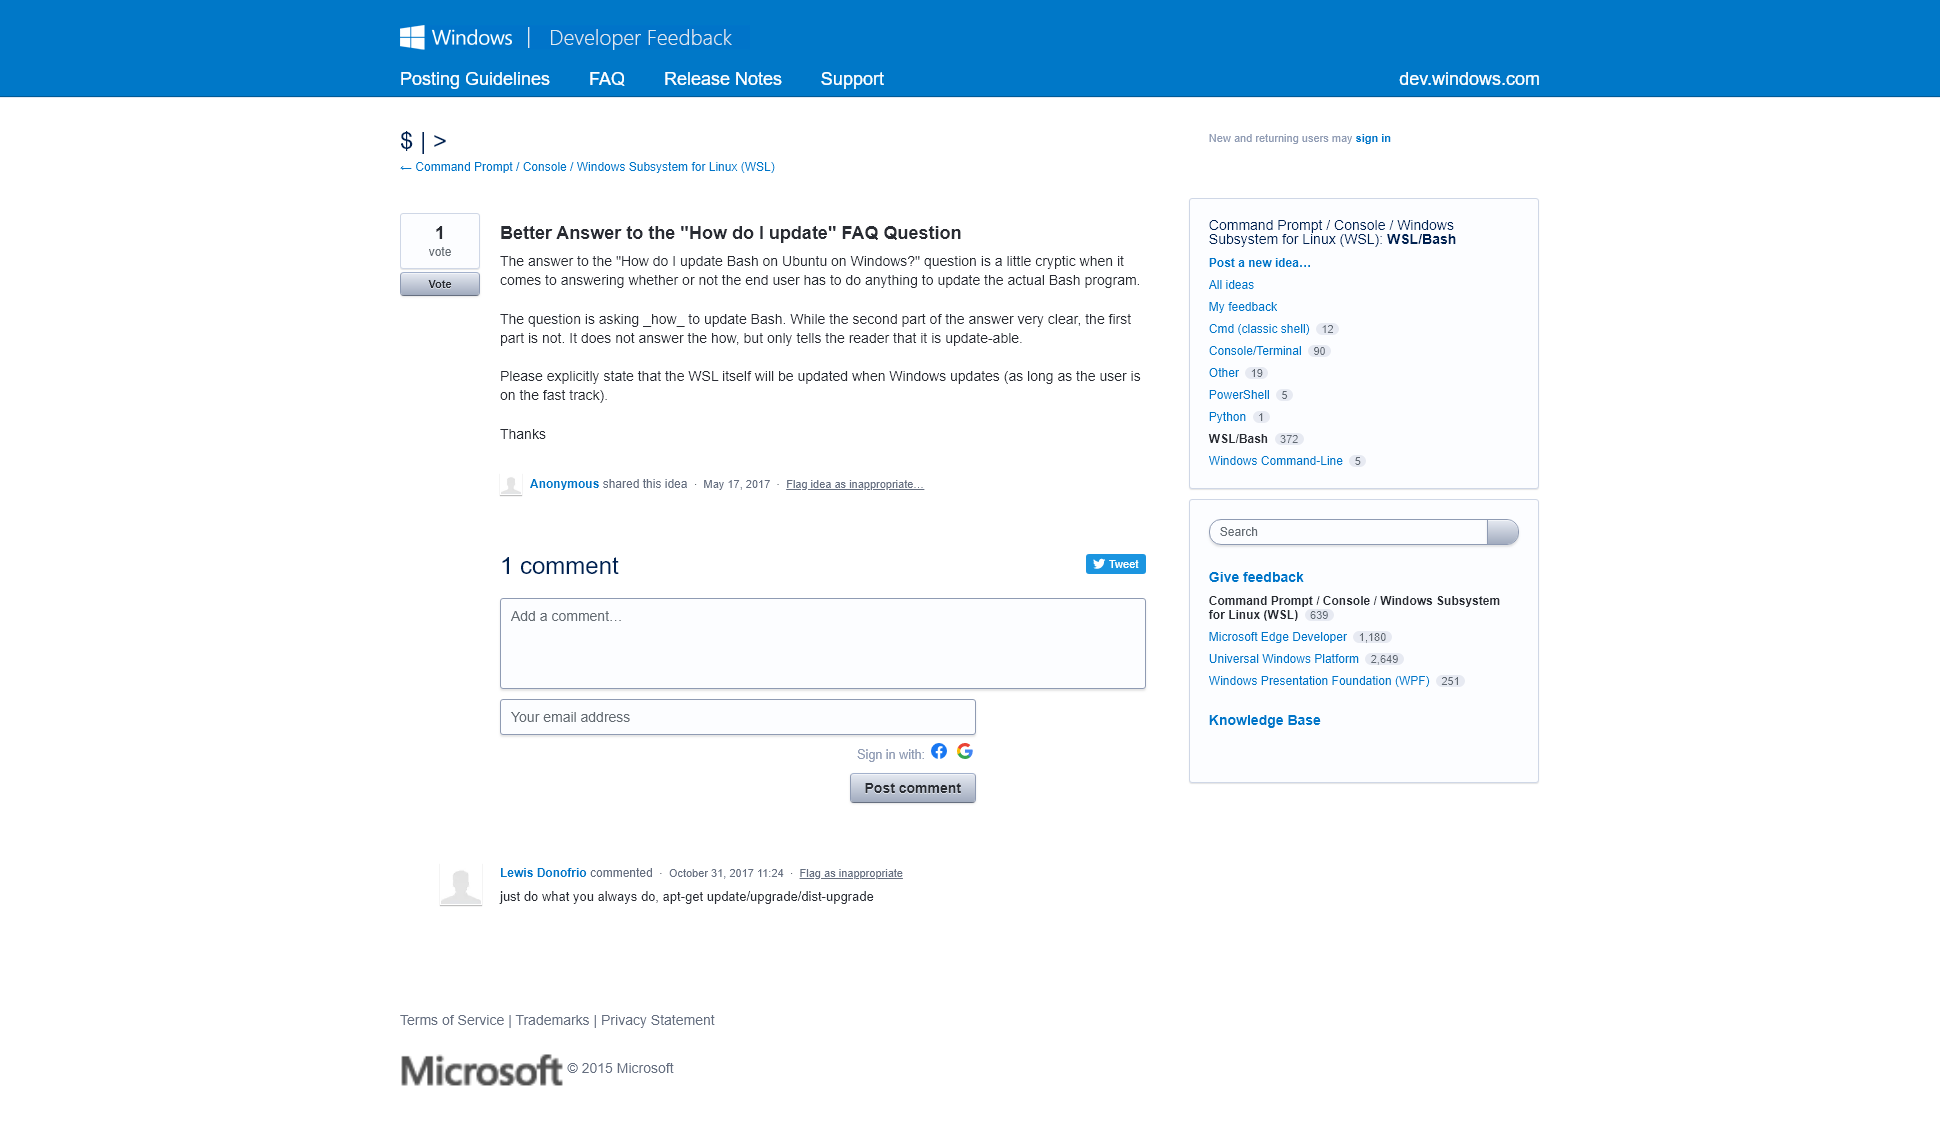 Windows | Developer Feedback
Posting Guidelines FAQ Release Notes Support dev.windows.com
$ | >
← Command Prompt / Console / Windows Subsystem for Linux (WSL)
New and returning users may sign in
1
vote
Vote
Better Answer to the "How do I update" FAQ Question
The answer to the "How do I update Bash on Ubuntu on Windows?" question is a little cryptic when it
comes to answering whether or not the end user has to do anything to update the actual Bash program.
The question is asking _how_ to update Bash. While the second part of the answer very clear, the first
part is not. It does not answer the how, but only tells the reader that it is update-able.
Please explicitly state that the WSL itself will be updated when Windows updates (as long as the user is
on the fast track).
Thanks
Anonymous shared this idea · May 17, 2017 · Flag idea as inappropriate…
1 comment
Tweet
Add a comment…
Your email address
Sign in with:
Post comment
Lewis Donofrio commented · October 31, 2017 11:24 · Flag as inappropriate
just do what you always do, apt-get update/upgrade/dist-upgrade
Command Prompt / Console / Windows
Subsystem for Linux (WSL): WSL/Bash
Post a new idea…
All ideas
My feedback
Cmd (classic shell) 12
Console/Terminal 90
Other 19
PowerShell 5
Python 1
WSL/Bash 372
Windows Command-Line 5
Search
Give feedback
Command Prompt / Console / Windows Subsystem
for Linux (WSL) 639
Microsoft Edge Developer 1,180
Universal Windows Platform 2,649
Windows Presentation Foundation (WPF) 251
Knowledge Base
Terms of Service | Trademarks | Privacy Statement
Microsoft © 2015 Microsoft